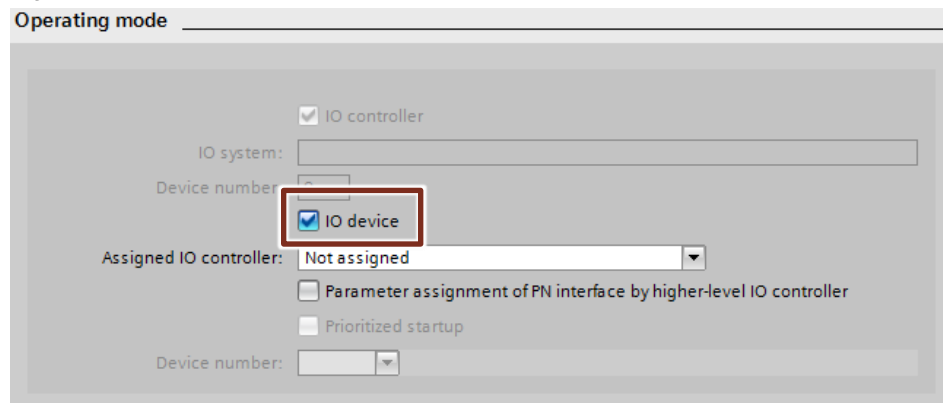 Operating mode
IO controller
IO system:
Device number:
IO device
Assigned IO controller: Not assigned
Parameter assignment of PN interface by higher-level IO controller
Prioritized startup
Device number: